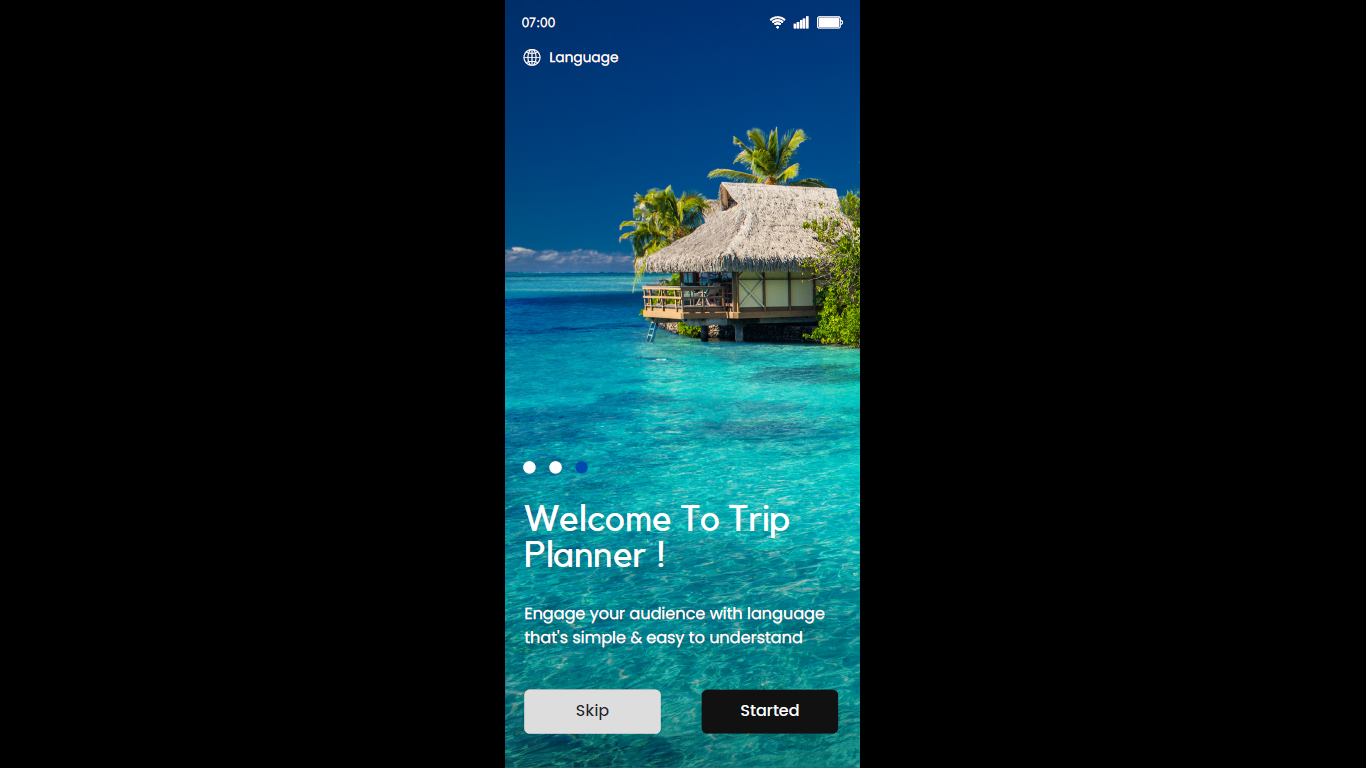 07:00
Language
Welcome To Trip
Planner !
Engage your audience with language
that's simple & easy to understand
Skip
Started